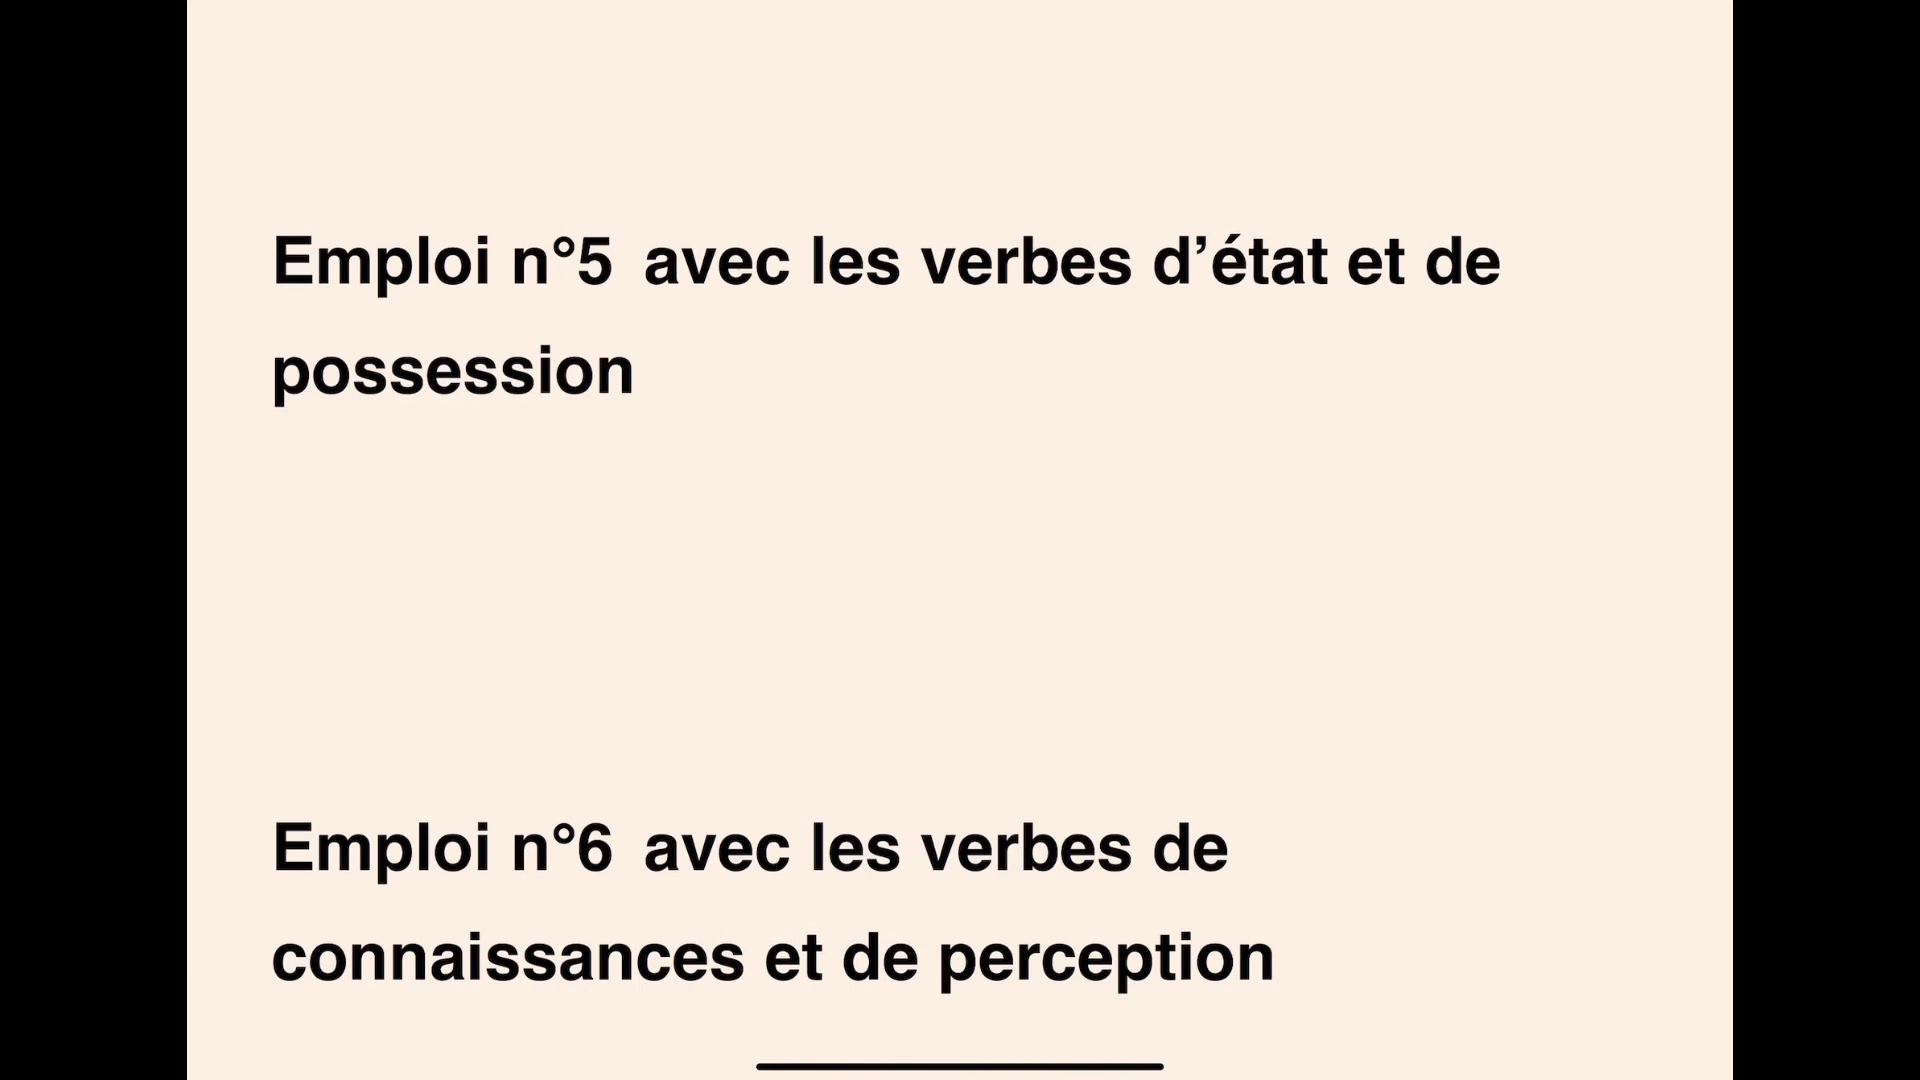 Emploi n°5  avec les verbes d’état et de
possession
Emploi n°6  avec les verbes de
connaissances et de perception